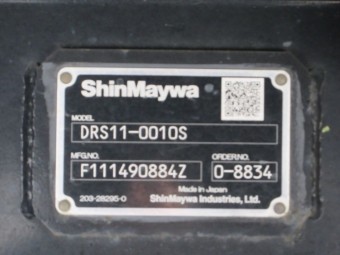 ShinMaywa
MODEL
DRS11-0010S
MFG.NO. ORDER.NO.
F111490884Z 0-8834
Made in Japan
203-28295-0 ShinMaywa Industries, Ltd.